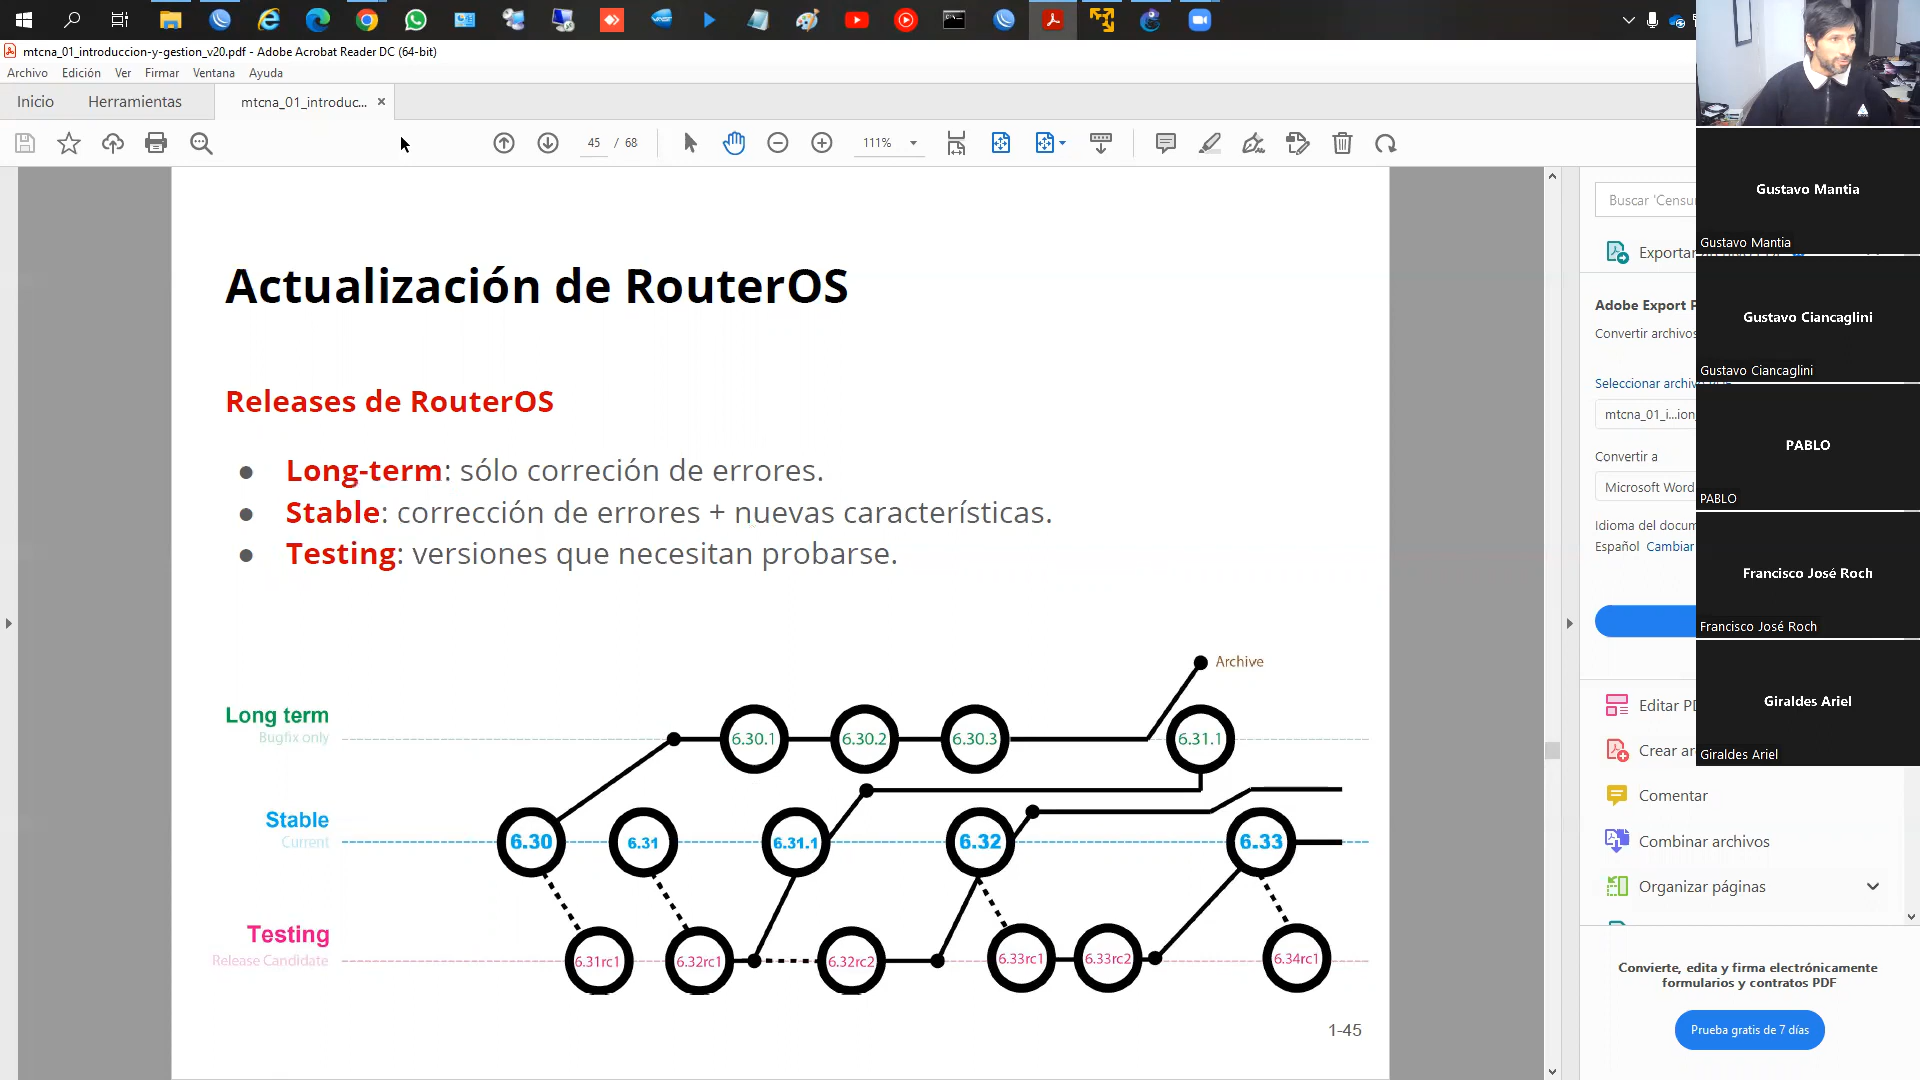 mtcna_01_introduccion-y-gestion_v20.pdf - Adobe Acrobat Reader DC (64-bit)
Archivo Edición Ver Firmar Ventana Ayuda
Inicio Herramientas mtcna_01_introduc... ×
45 / 68 111%
Actualización de RouterOS
Releases de RouterOS
● Long-term: sólo correción de errores.
● Stable: corrección de errores + nuevas características.
● Testing: versiones que necesitan probarse.
Archive
Long term
Bugfix only
6.30.1 6.30.2 6.30.3 6.31.1
Stable
Current
6.30 6.31 6.31.1 6.32 6.33
Testing
Release Candidate
6.31rc1 6.32rc1 6.32rc2 6.33rc1 6.33rc2 6.34rc1
1-45
Buscar 'Censu
Exportar
Adobe Export P
Convertir archivos
Seleccionar archiv
mtcna_01_i...ion
Convertir a
Microsoft Word
Idioma del docum
Español Cambiar
Editar PD
Crear ar
Comentar
Combinar archivos
Organizar páginas
Convierte, edita y firma electrónicamente
formularios y contratos PDF
Prueba gratis de 7 días
Gustavo Mantia
Gustavo Mantia
Gustavo Ciancaglini
Gustavo Ciancaglini
PABLO
PABLO
Francisco José Roch
Francisco José Roch
Giraldes Ariel
Giraldes Ariel